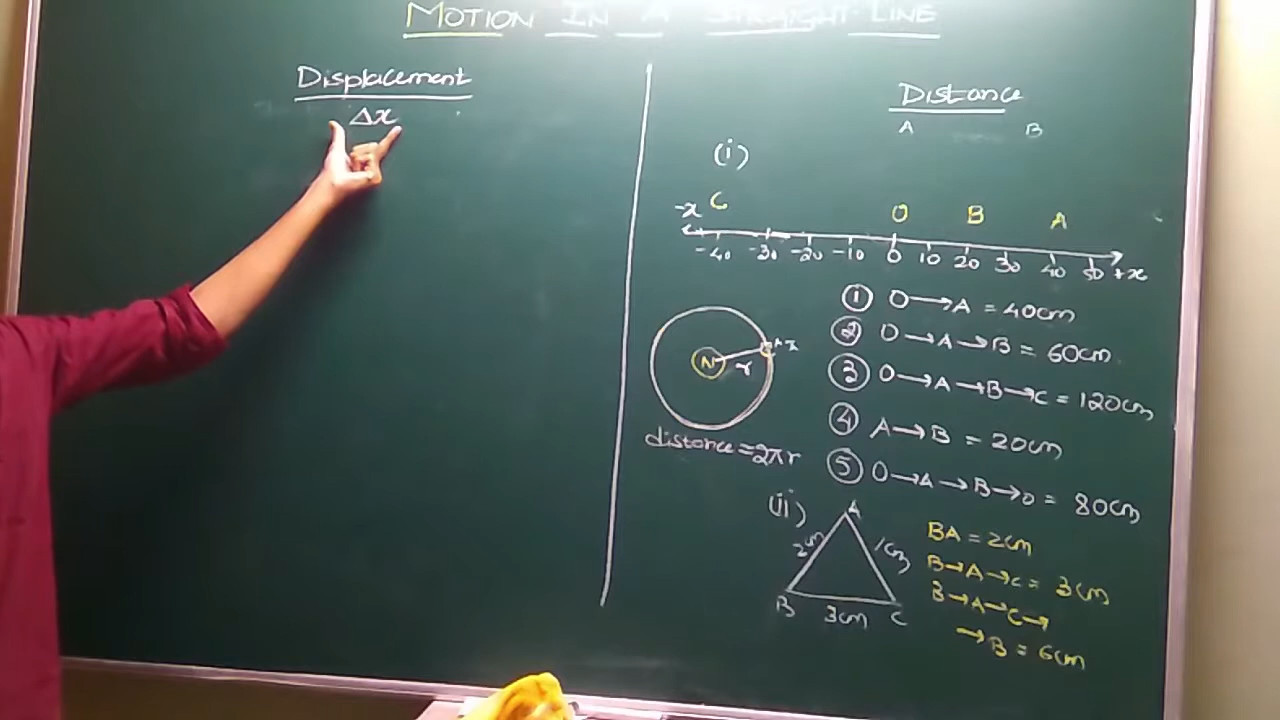 MOTION IN A STRAIGHT LINE
Displacement
Δx
Distance
A B
(i)
-x C O B A
-40 -30 -20 -10 0 10 20 30 40 50 +x
① O→A = 40cm
② O→A→B = 60cm
③ O→A→B→C = 120cm
④ A→B = 20cm
⑤ O→A→B→O = 80cm
N r
distance = 2πr
(ii)
A
2cm 1cm
B 3cm C
BA = 2cm
B→A→C = 3cm
B→A→C→
→B = 6cm